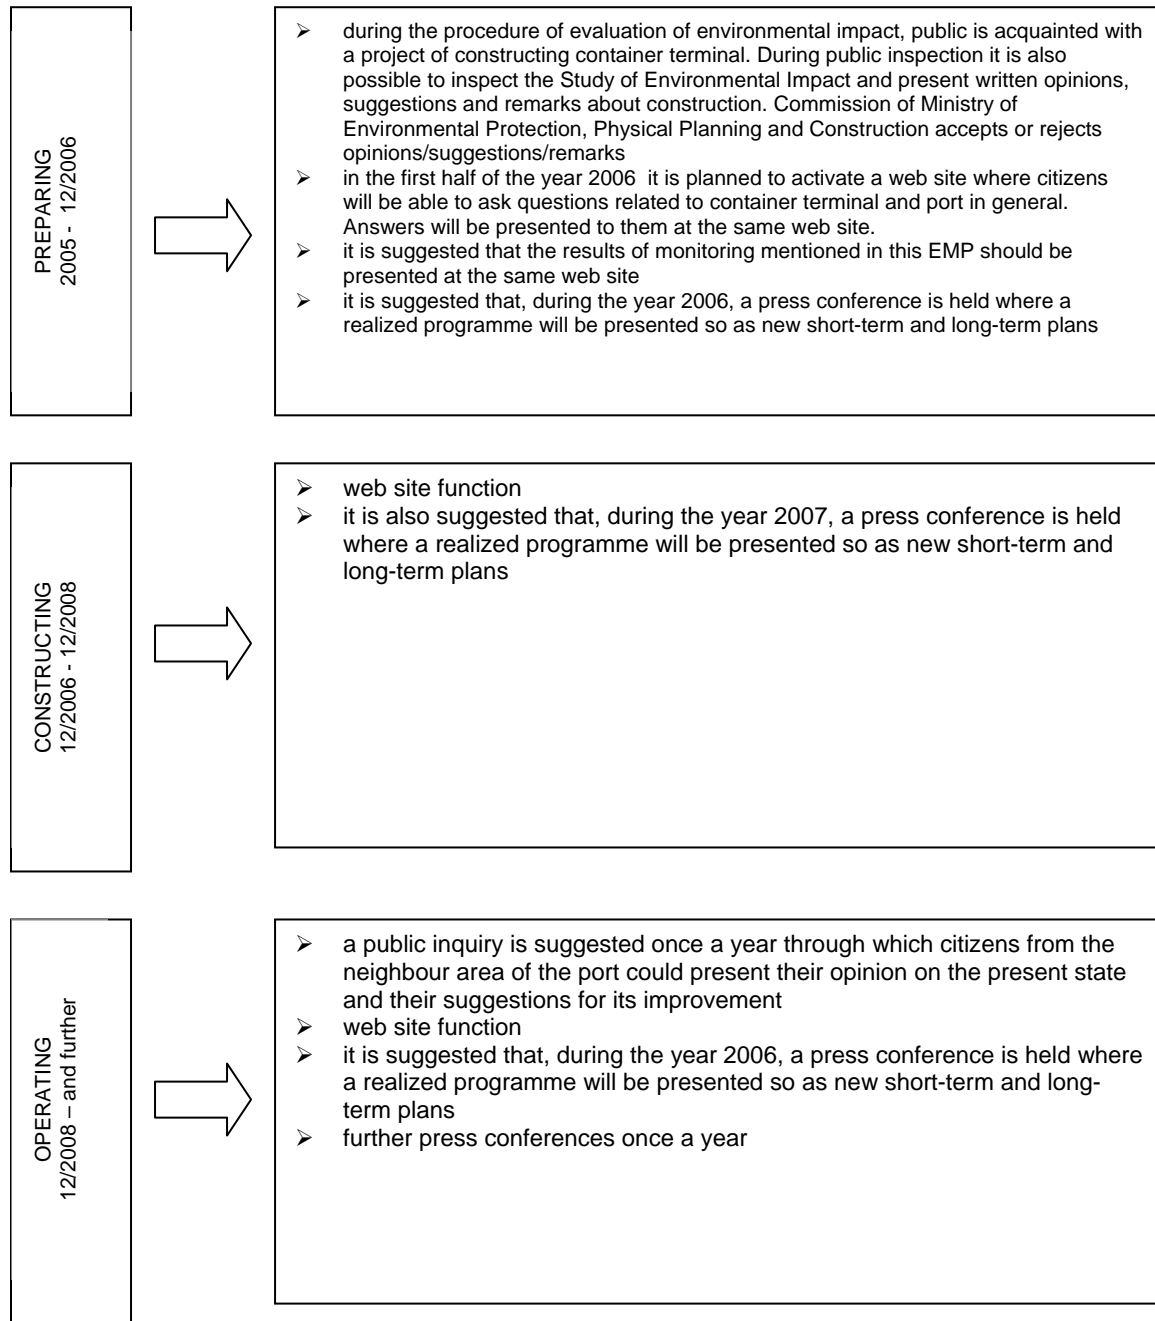 PREPARING
2005 - 12/2006
➢ during the procedure of evaluation of environmental impact, public is acquainted with
a project of constructing container terminal. During public inspection it is also
possible to inspect the Study of Environmental Impact and present written opinions,
suggestions and remarks about construction. Commission of Ministry of
Environmental Protection, Physical Planning and Construction accepts or rejects
opinions/suggestions/remarks
➢ in the first half of the year 2006 it is planned to activate a web site where citizens
will be able to ask questions related to container terminal and port in general.
Answers will be presented to them at the same web site.
➢ it is suggested that the results of monitoring mentioned in this EMP should be
presented at the same web site
➢ it is suggested that, during the year 2006, a press conference is held where a
realized programme will be presented so as new short-term and long-term plans
CONSTRUCTING
12/2006 - 12/2008
➢ web site function
➢ it is also suggested that, during the year 2007, a press conference is held
where a realized programme will be presented so as new short-term and
long-term plans
OPERATING
12/2008 – and further
➢ a public inquiry is suggested once a year through which citizens from the
neighbour area of the port could present their opinion on the present state
and their suggestions for its improvement
➢ web site function
➢ it is suggested that, during the year 2006, a press conference is held where
a realized programme will be presented so as new short-term and long-
term plans
➢ further press conferences once a year